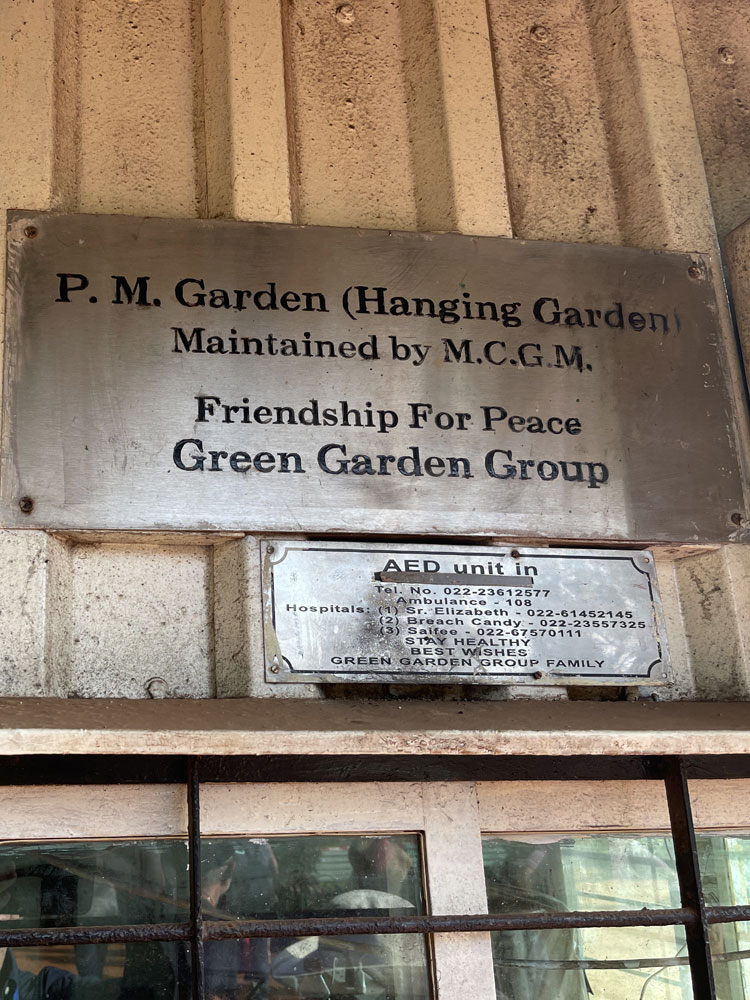 P. M. Garden (Hanging Garden)
Maintained by M.C.G.M.
Friendship For Peace
Green Garden Group
AED unit in
Tel. No. 022-23612577
Ambulance - 108
Hospitals: (1) Sr. Elizabeth - 022-61452145
(2) Breach Candy - 022-23557325
(3) Saifee - 022-67570111
STAY HEALTHY
BEST WISHES
GREEN GARDEN GROUP FAMILY